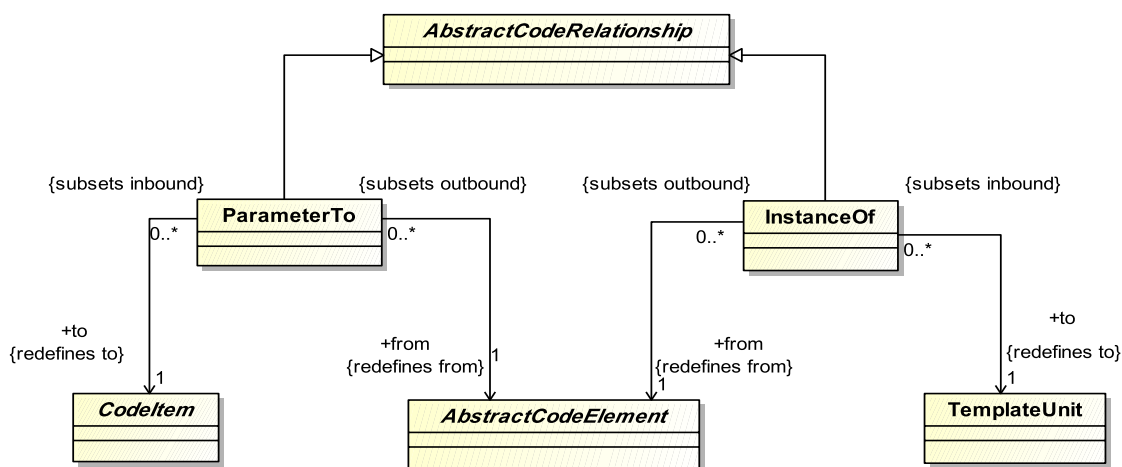 AbstractCodeRelationship
{subsets inbound}
{subsets outbound}
{subsets outbound}
{subsets inbound}
ParameterTo
InstanceOf
0..*
0..*
0..*
0..*
+to
{redefines to}
+from
{redefines from}
+from
{redefines from}
+to
{redefines to}
1
1
1
1
CodeItem
AbstractCodeElement
TemplateUnit